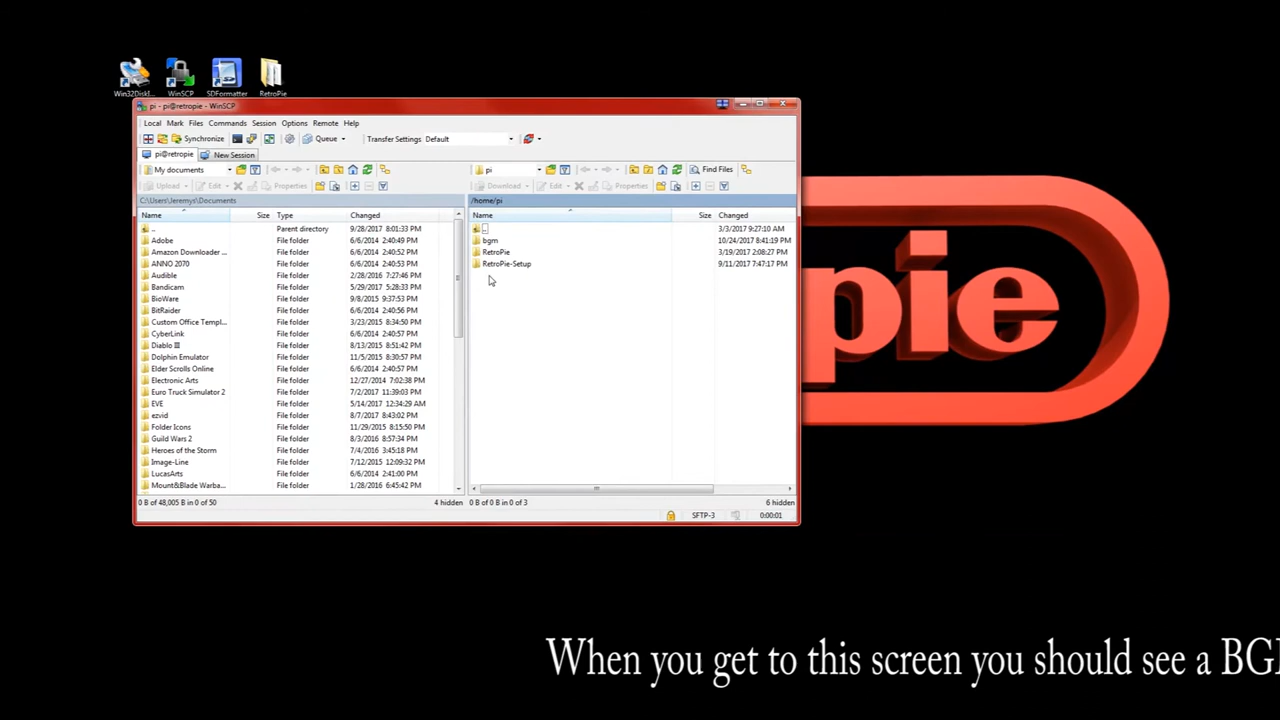 Win32DiskI... WinSCP SDFormatter RetroPie
pi - pi@retropie - WinSCP
Local Mark Files Commands Session Options Remote Help
Synchronize Queue Transfer Settings Default
pi@retropie New Session
My documents pi Find Files
Upload Edit Properties Download Edit Properties
C:\Users\Jeremys\Documents /home/pi
Name Size Type Changed Name Size Changed
.. Parent directory 9/28/2017 8:01:33 PM .. 3/3/2017 9:27:10 AM
Adobe File folder 6/6/2014 2:40:49 PM bgm 10/24/2017 8:41:19 PM
Amazon Downloader ... File folder 6/6/2014 2:40:52 PM RetroPie 3/19/2017 2:08:27 PM
ANNO 2070 File folder 6/6/2014 2:40:53 PM RetroPie-Setup 9/11/2017 7:47:17 PM
Audible File folder 2/28/2016 7:27:46 PM
Bandicam File folder 5/29/2017 5:28:33 PM
BioWare File folder 9/8/2015 9:37:53 PM
BitRaider File folder 6/6/2014 2:40:56 PM
Custom Office Templ... File folder 3/23/2015 8:34:50 PM
CyberLink File folder 6/6/2014 2:40:57 PM
Diablo III File folder 8/13/2015 8:51:42 PM
Dolphin Emulator File folder 11/5/2015 8:30:57 PM
Elder Scrolls Online File folder 6/6/2014 2:40:57 PM
Electronic Arts File folder 12/27/2014 7:02:38 PM
Euro Truck Simulator 2 File folder 7/2/2017 11:39:03 PM
EVE File folder 5/14/2017 12:34:29 AM
ezvid File folder 8/7/2017 8:43:02 PM
Folder Icons File folder 11/29/2015 8:15:50 PM
Guild Wars 2 File folder 8/3/2016 8:57:34 PM
Heroes of the Storm File folder 7/4/2016 3:45:18 PM
Image-Line File folder 7/12/2015 12:09:32 PM
LucasArts File folder 6/6/2014 2:41:00 PM
Mount&Blade Warba... File folder 1/28/2016 6:45:42 PM
0 B of 48,005 B in 0 of 50 4 hidden 0 B of 0 B in 0 of 3 6 hidden
SFTP-3 0:00:01
pie
When you get to this screen you should see a BG